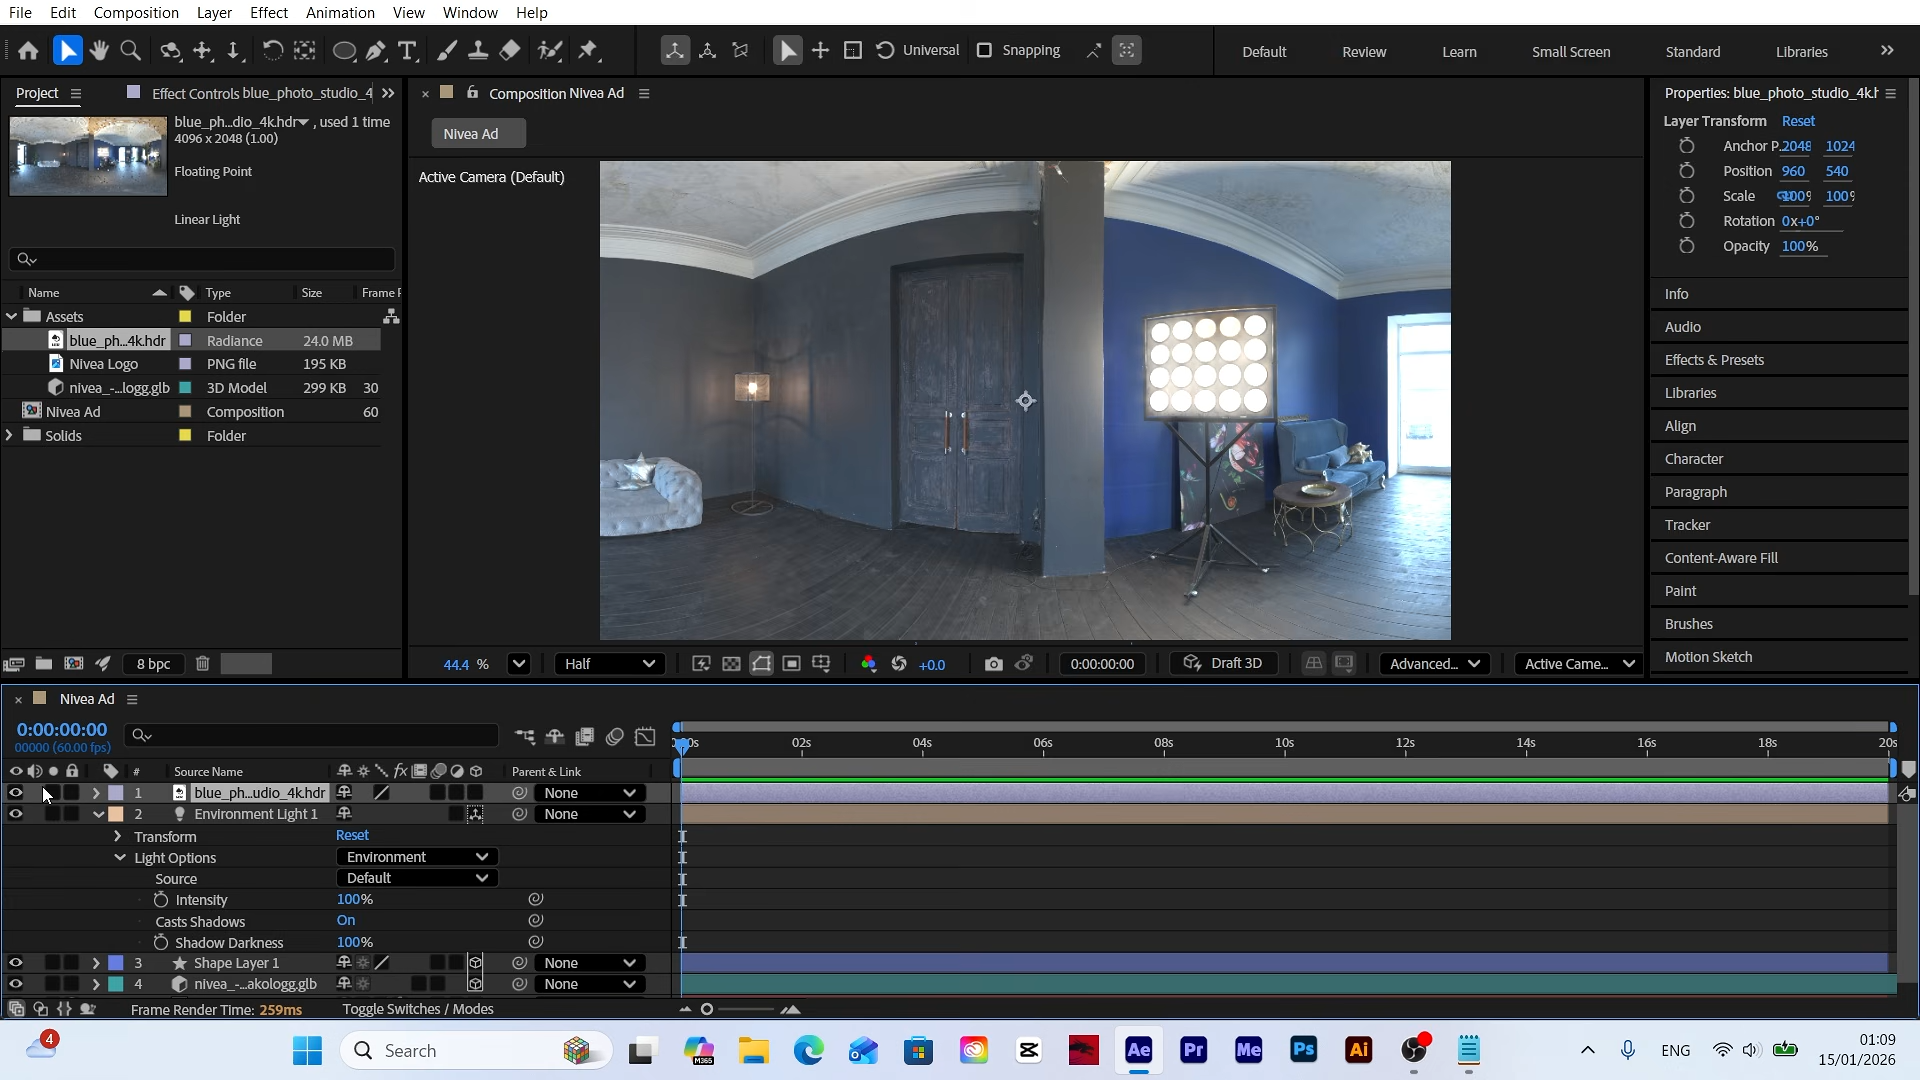 File Edit Composition Layer Effect Animation View Window Help
Universal Snapping Default Review Learn Small Screen Standard Libraries
Project Effect Controls blue_photo_studio_4
blue_ph...dio_4k.hdr , used 1 time
4096 x 2048 (1.00)
Floating Point
Linear Light
Name Type Size Frame F
Assets Folder
blue_ph...4k.hdr Radiance 24.0 MB
Nivea Logo PNG file 195 KB
nivea_-...logg.glb 3D Model 299 KB 30
Nivea Ad Composition 60
Solids Folder
8 bpc
Composition Nivea Ad
Nivea Ad
Active Camera (Default)
44.4 % Half +0.0 0:00:00:00 Draft 3D Advanced... Active Came...
Properties: blue_photo_studio_4k.h
Layer Transform Reset
Anchor P. 2048 1024
Position 960 540
Scale 100% 100%
Rotation 0x+0°
Opacity 100%
Info
Audio
Effects & Presets
Libraries
Align
Character
Paragraph
Tracker
Content-Aware Fill
Paint
Brushes
Motion Sketch
Nivea Ad
0:00:00:00
00000 (60.00 fps)
00s 02s 04s 06s 08s 10s 12s 14s 16s 18s 20s
# Source Name fx Parent & Link
1 blue_ph...udio_4k.hdr None
2 Environment Light 1 None
Transform Reset
Light Options Environment
Source Default
Intensity 100%
Casts Shadows On
Shadow Darkness 100%
3 Shape Layer 1 None
4 nivea_-...akologg.glb None
Frame Render Time: 259ms Toggle Switches / Modes
4 Search M365 Ae Pr Me Ps Ai ENG 01:09
15/01/2026